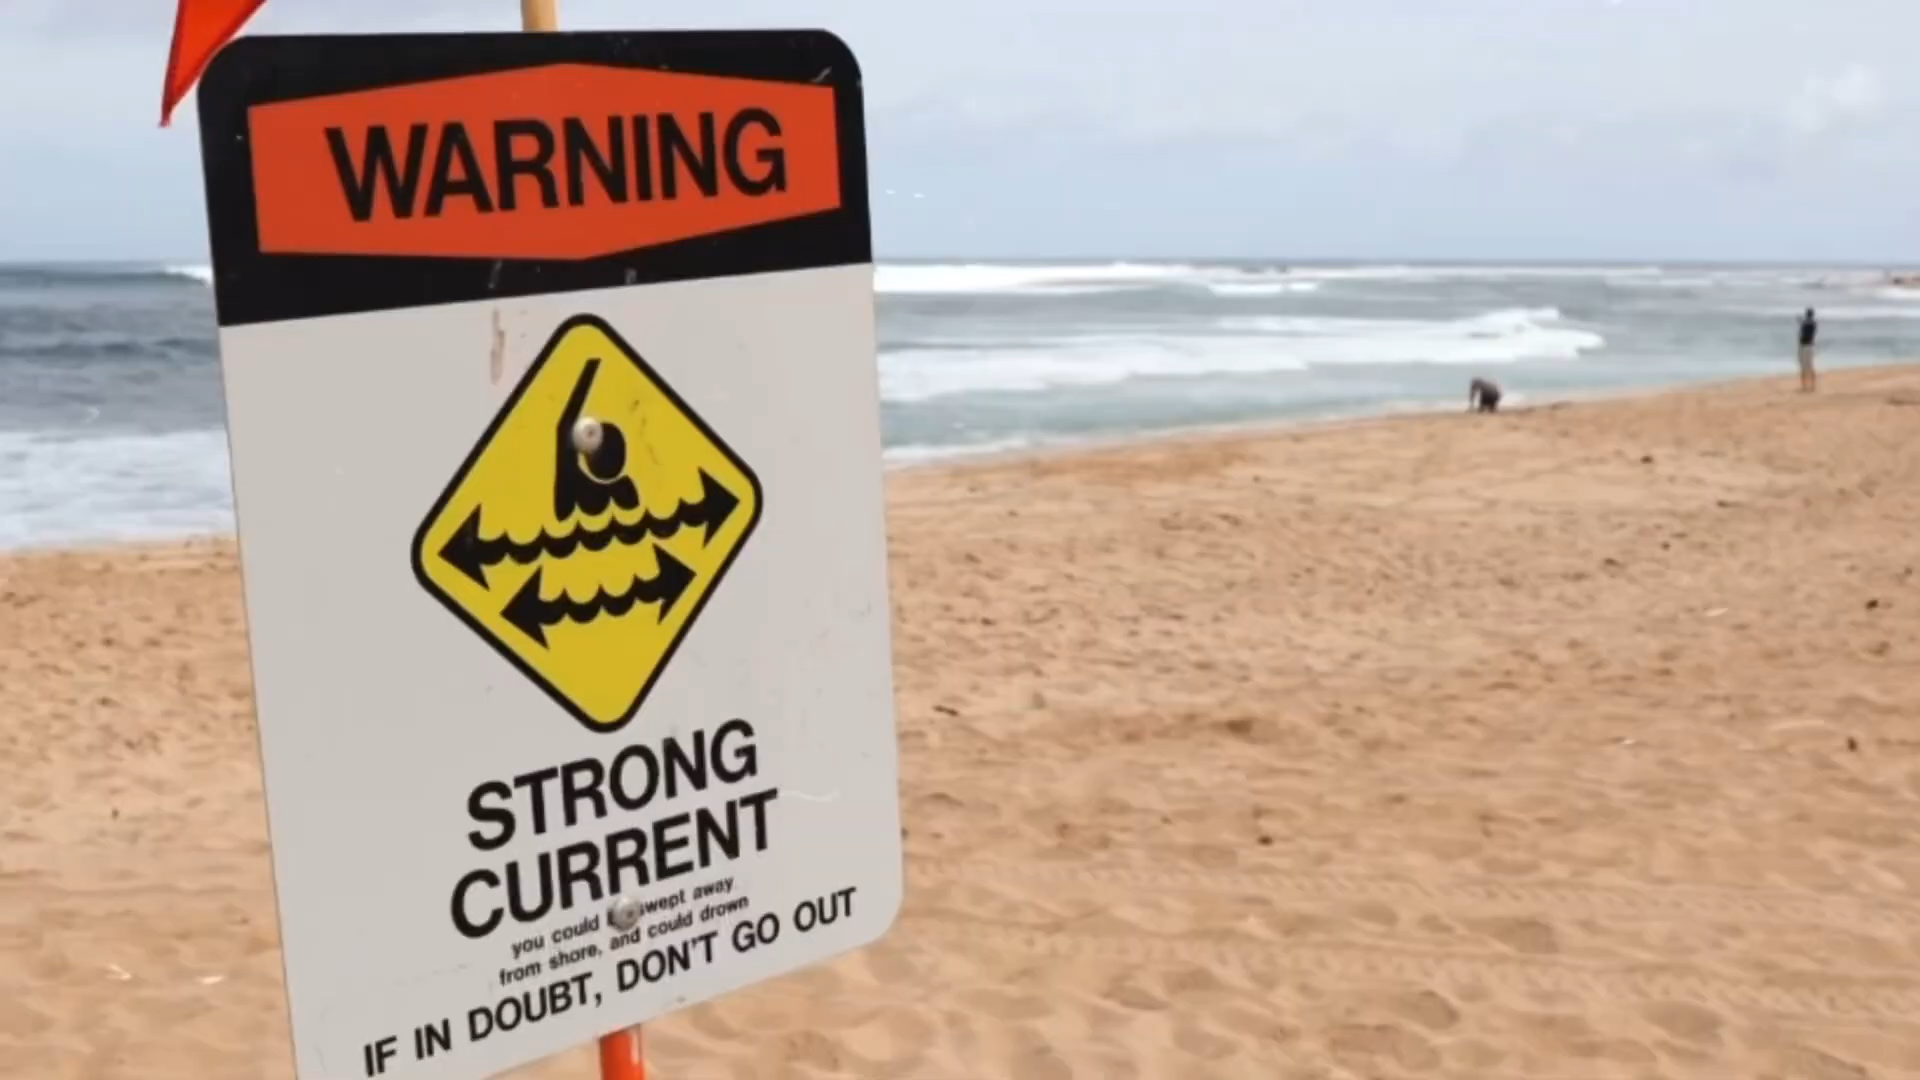 WARNING
STRONG
CURRENT
you could swept away
from shore, and could drown
IF IN DOUBT, DON'T GO OUT